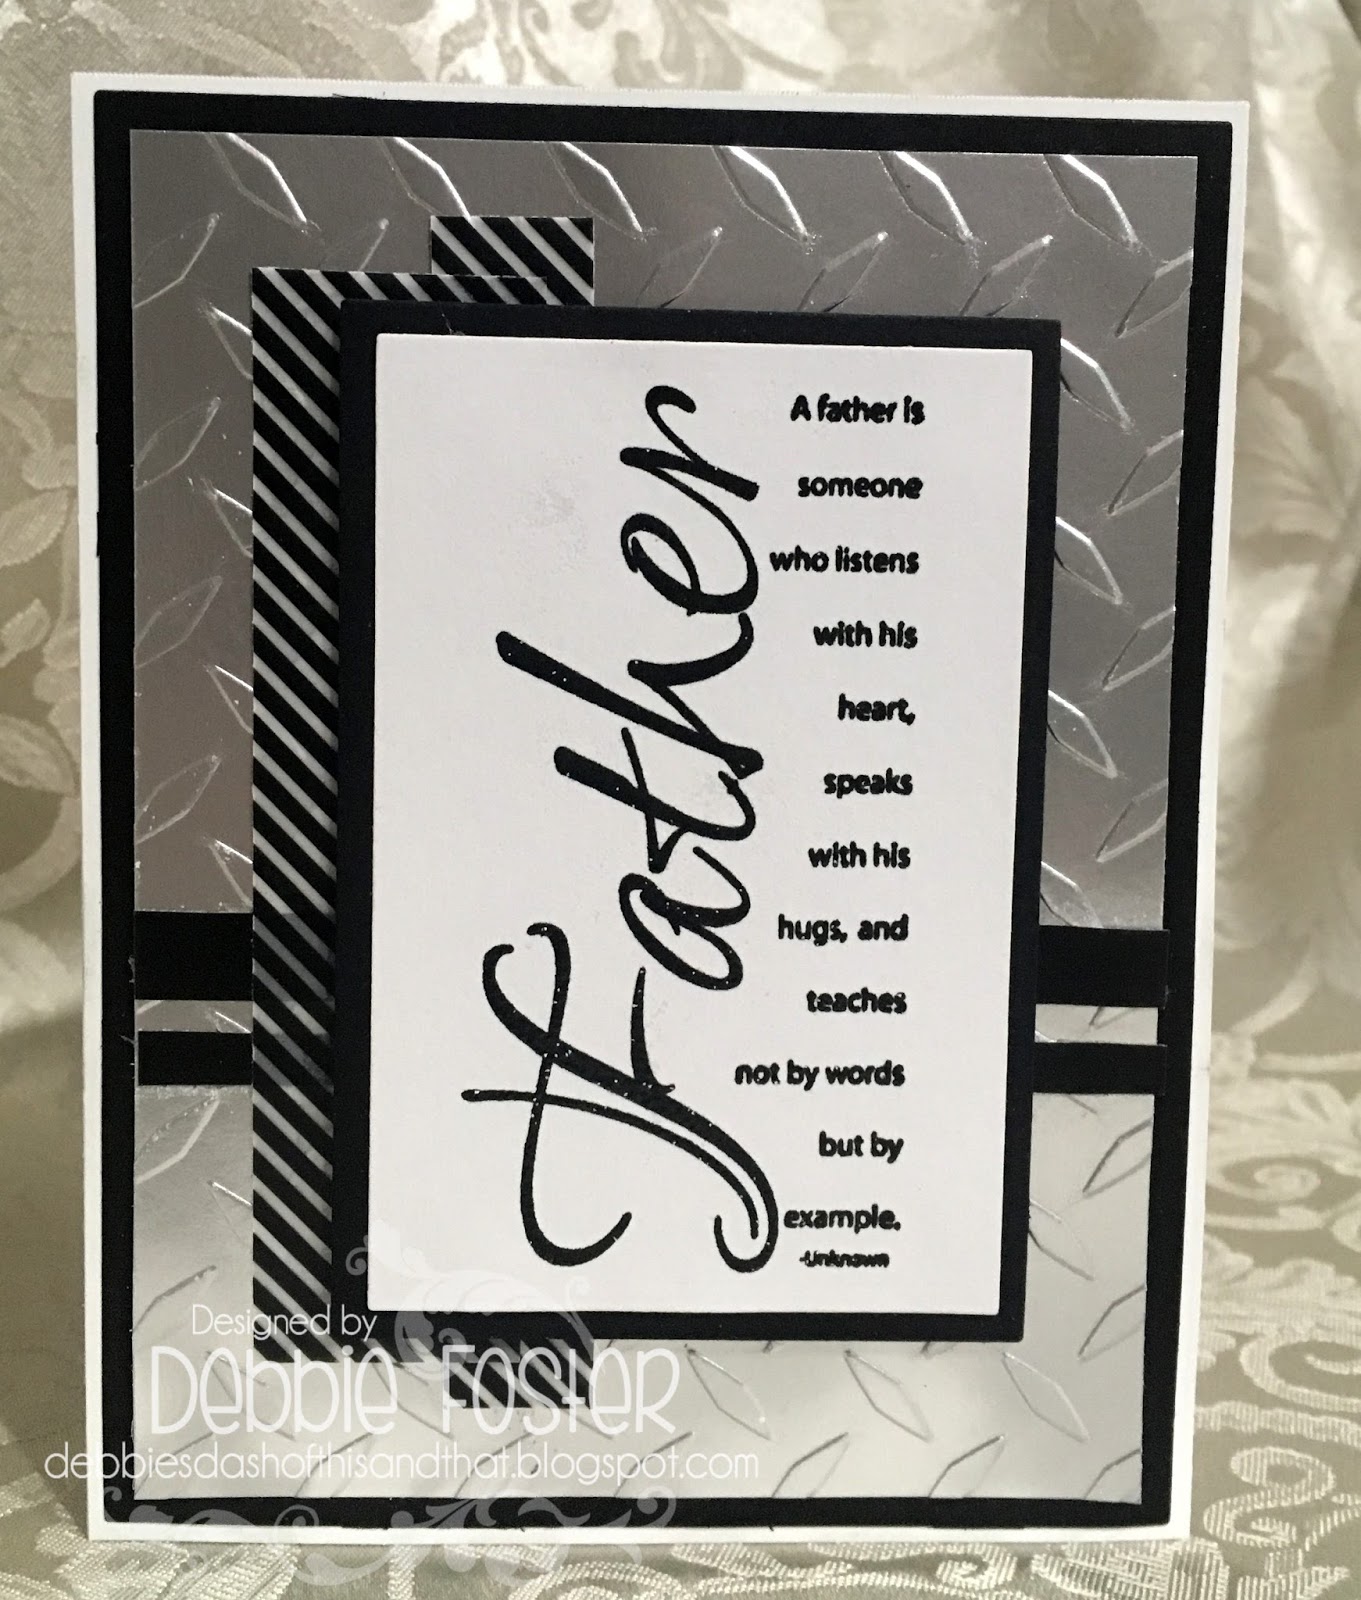 Father
A father is
someone
who listens
with his
heart,
speaks
with his
hugs, and
teaches
not by words
but by
example.
-Unknown
Designed by
Debbie Foster
debbiesdashofthisandthat.blogspot.com